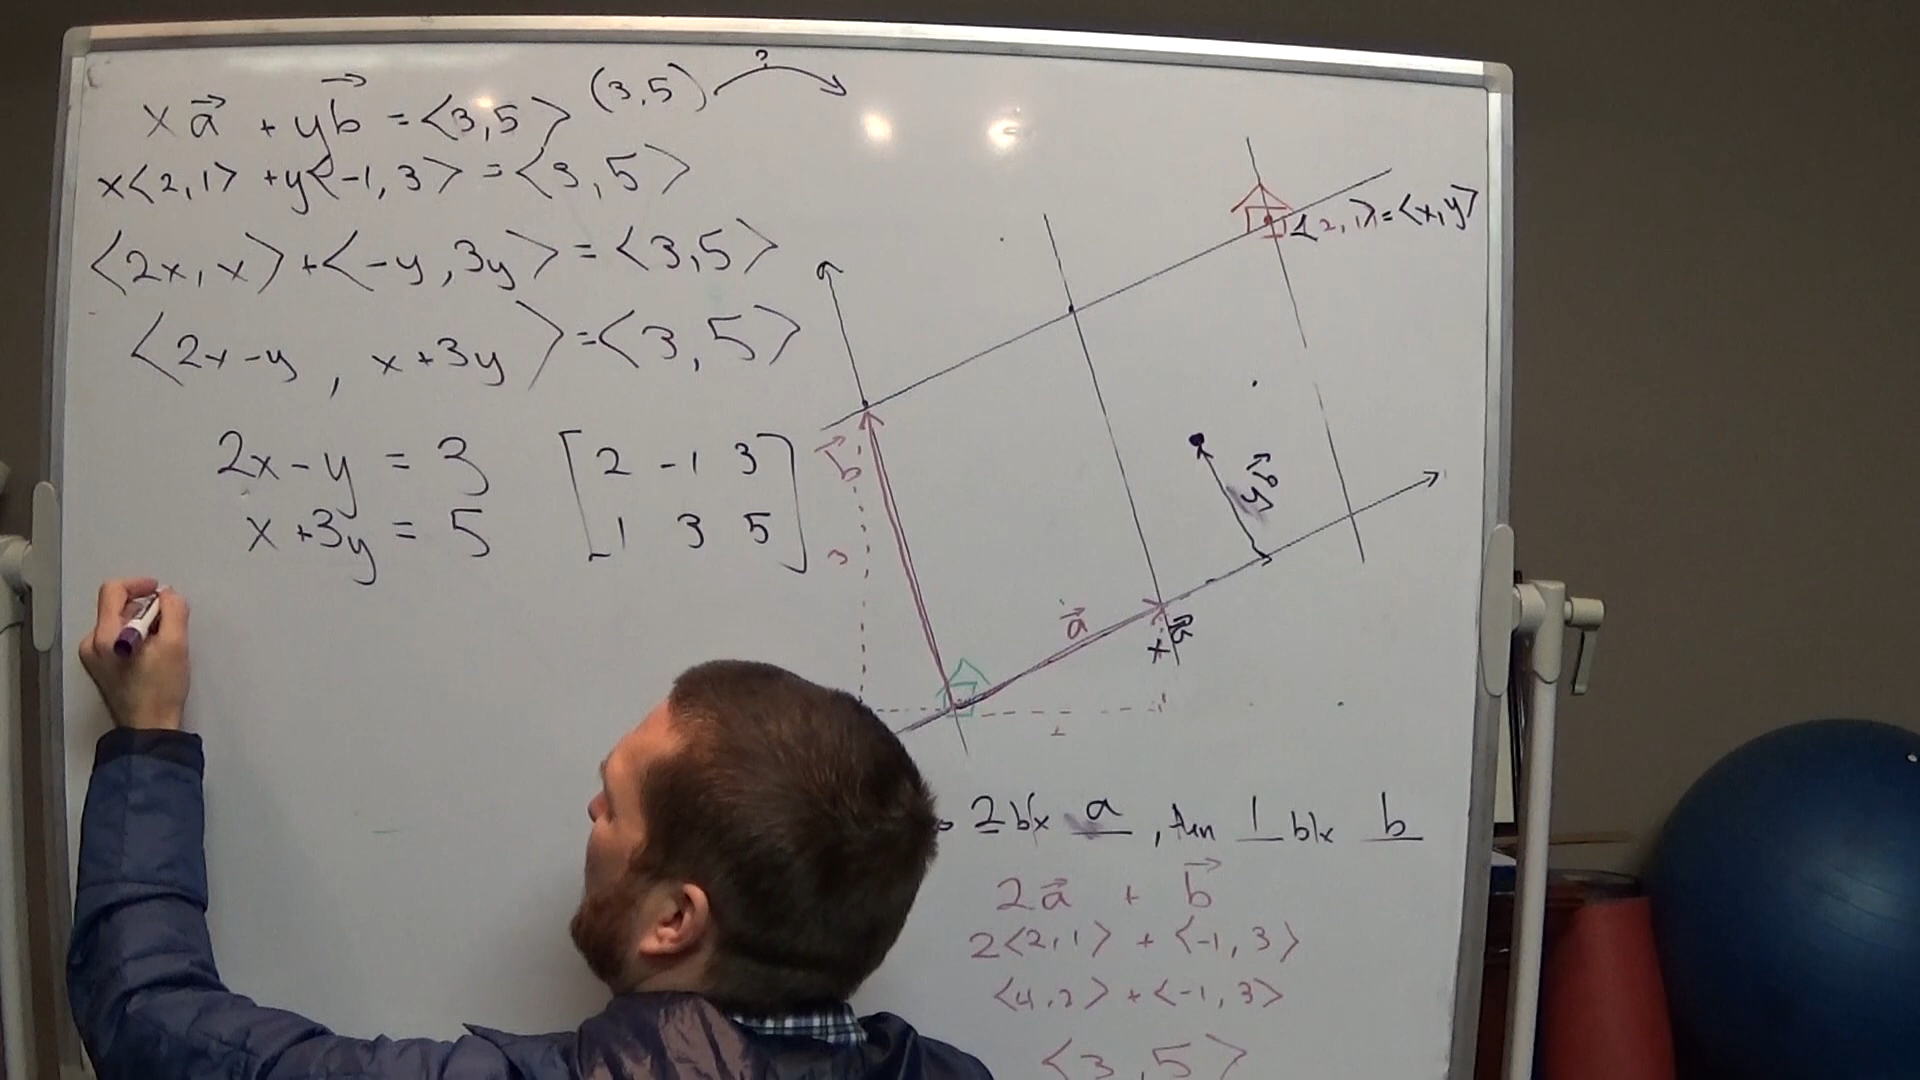 x a⃗ + y b⃗ = <3,5> (3,5) ?
x<2,1> + y<-1,3> = <3,5>
<2x,x> + <-y,3y> = <3,5>
<2x-y, x+3y> = <3,5>
2x-y = 3 [2 -1 3
x+3y = 5 1 3 5]
<2,1> = <x,y>
b⃗
3
y b⃗
a⃗
x a⃗
2 blx a, then 1 blx b
2a⃗ + b⃗
2<2,1> + <-1,3>
<4,2> + <-1,3>
<3,5>